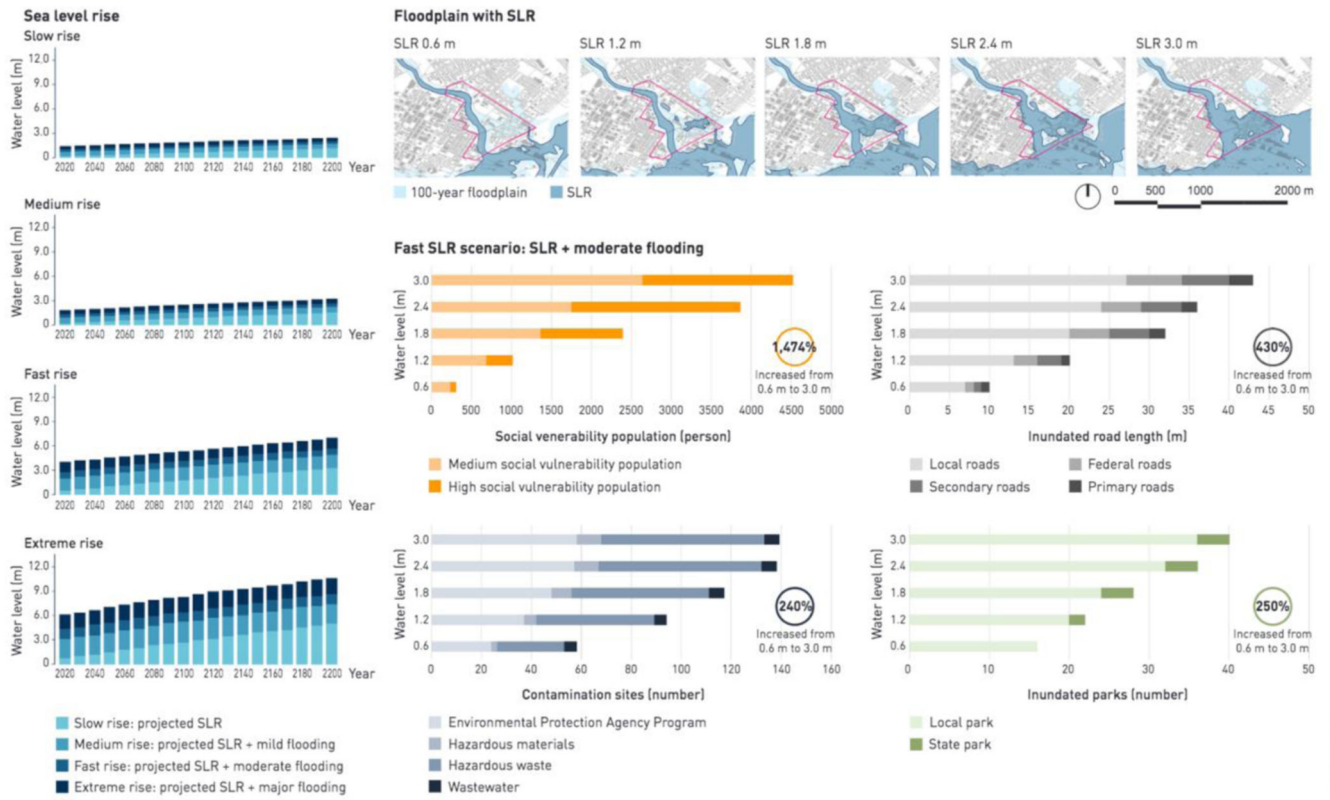 Sea level rise
Slow rise
Water level (m)
12.0
9.0
6.0
3.0
0
2020 2040 2060 2080 2100 2120 2140 2160 2180 2200 Year
Medium rise
Water level (m)
12.0
9.0
6.0
3.0
0
2020 2040 2060 2080 2100 2120 2140 2160 2180 2200 Year
Fast rise
Water level (m)
12.0
9.0
6.0
3.0
0
2020 2040 2060 2080 2100 2120 2140 2160 2180 2200 Year
Extreme rise
Water level (m)
12.0
9.0
6.0
3.0
0
2020 2040 2060 2080 2100 2120 2140 2160 2180 2200 Year
Slow rise: projected SLR
Medium rise: projected SLR + mild flooding
Fast rise: projected SLR + moderate flooding
Extreme rise: projected SLR + major flooding
Floodplain with SLR
SLR 0.6 m SLR 1.2 m SLR 1.8 m SLR 2.4 m SLR 3.0 m
100-year floodplain SLR
0 500 1000 2000 m
Fast SLR scenario: SLR + moderate flooding
Water level (m)
3.0
2.4
1.8
1.2
0.6
1,474%
Increased from
0.6 m to 3.0 m
0 500 1000 1500 2000 2500 3000 3500 4000 4500 5000
Social venerability population (person)
Medium social vulnerability population
High social vulnerability population
Water level (m)
3.0
2.4
1.8
1.2
0.6
430%
Increased from
0.6 m to 3.0 m
0 5 10 15 20 25 30 35 40 45 50
Inundated road length (m)
Local roads Federal roads
Secondary roads Primary roads
Water level (m)
3.0
2.4
1.8
1.2
0.6
240%
Increased from
0.6 m to 3.0 m
0 20 40 60 80 100 120 140 160
Contamination sites (number)
Environmental Protection Agency Program
Hazardous materials
Hazardous waste
Wastewater
Water level (m)
3.0
2.4
1.8
1.2
0.6
250%
Increased from
0.6 m to 3.0 m
0 10 20 30 40 50
Inundated parks (number)
Local park
State park